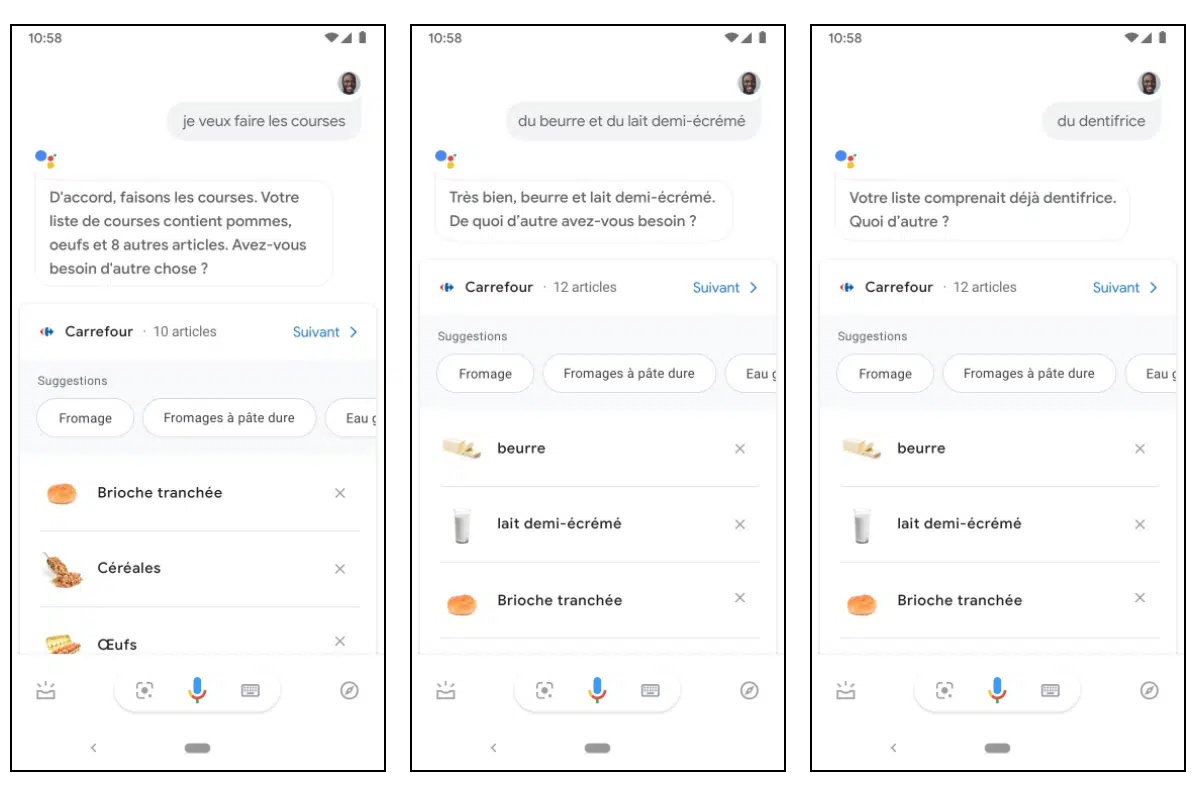 10:58
je veux faire les courses
D'accord, faisons les courses. Votre
liste de courses contient pommes,
oeufs et 8 autres articles. Avez-vous
besoin d'autre chose ?
Carrefour · 10 articles Suivant
Suggestions
Fromage Fromages à pâte dure Eau g
Brioche tranchée
Céréales
Œufs
10:58
du beurre et du lait demi-écrémé
Très bien, beurre et lait demi-écrémé.
De quoi d'autre avez-vous besoin ?
Carrefour · 12 articles Suivant
Suggestions
Fromage Fromages à pâte dure Eau g
beurre
lait demi-écrémé
Brioche tranchée
10:58
du dentifrice
Votre liste comprenait déjà dentifrice.
Quoi d'autre ?
Carrefour · 12 articles Suivant
Suggestions
Fromage Fromages à pâte dure Eau g
beurre
lait demi-écrémé
Brioche tranchée